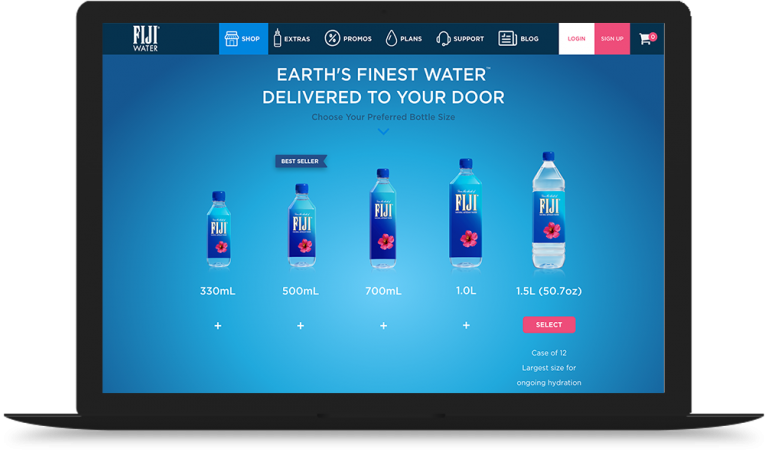 FIJI
WATER
SHOP
EXTRAS
PROMOS
PLANS
SUPPORT
BLOG
LOGIN
SIGN UP
0
EARTH'S FINEST WATER™
DELIVERED TO YOUR DOOR
Choose Your Preferred Bottle Size
BEST SELLER
FIJI
FIJI
FIJI
FIJI
FIJI
330mL
500mL
700mL
1.0L
1.5L (50.7oz)
+
+
+
+
SELECT
Case of 12
Largest size for
ongoing hydration